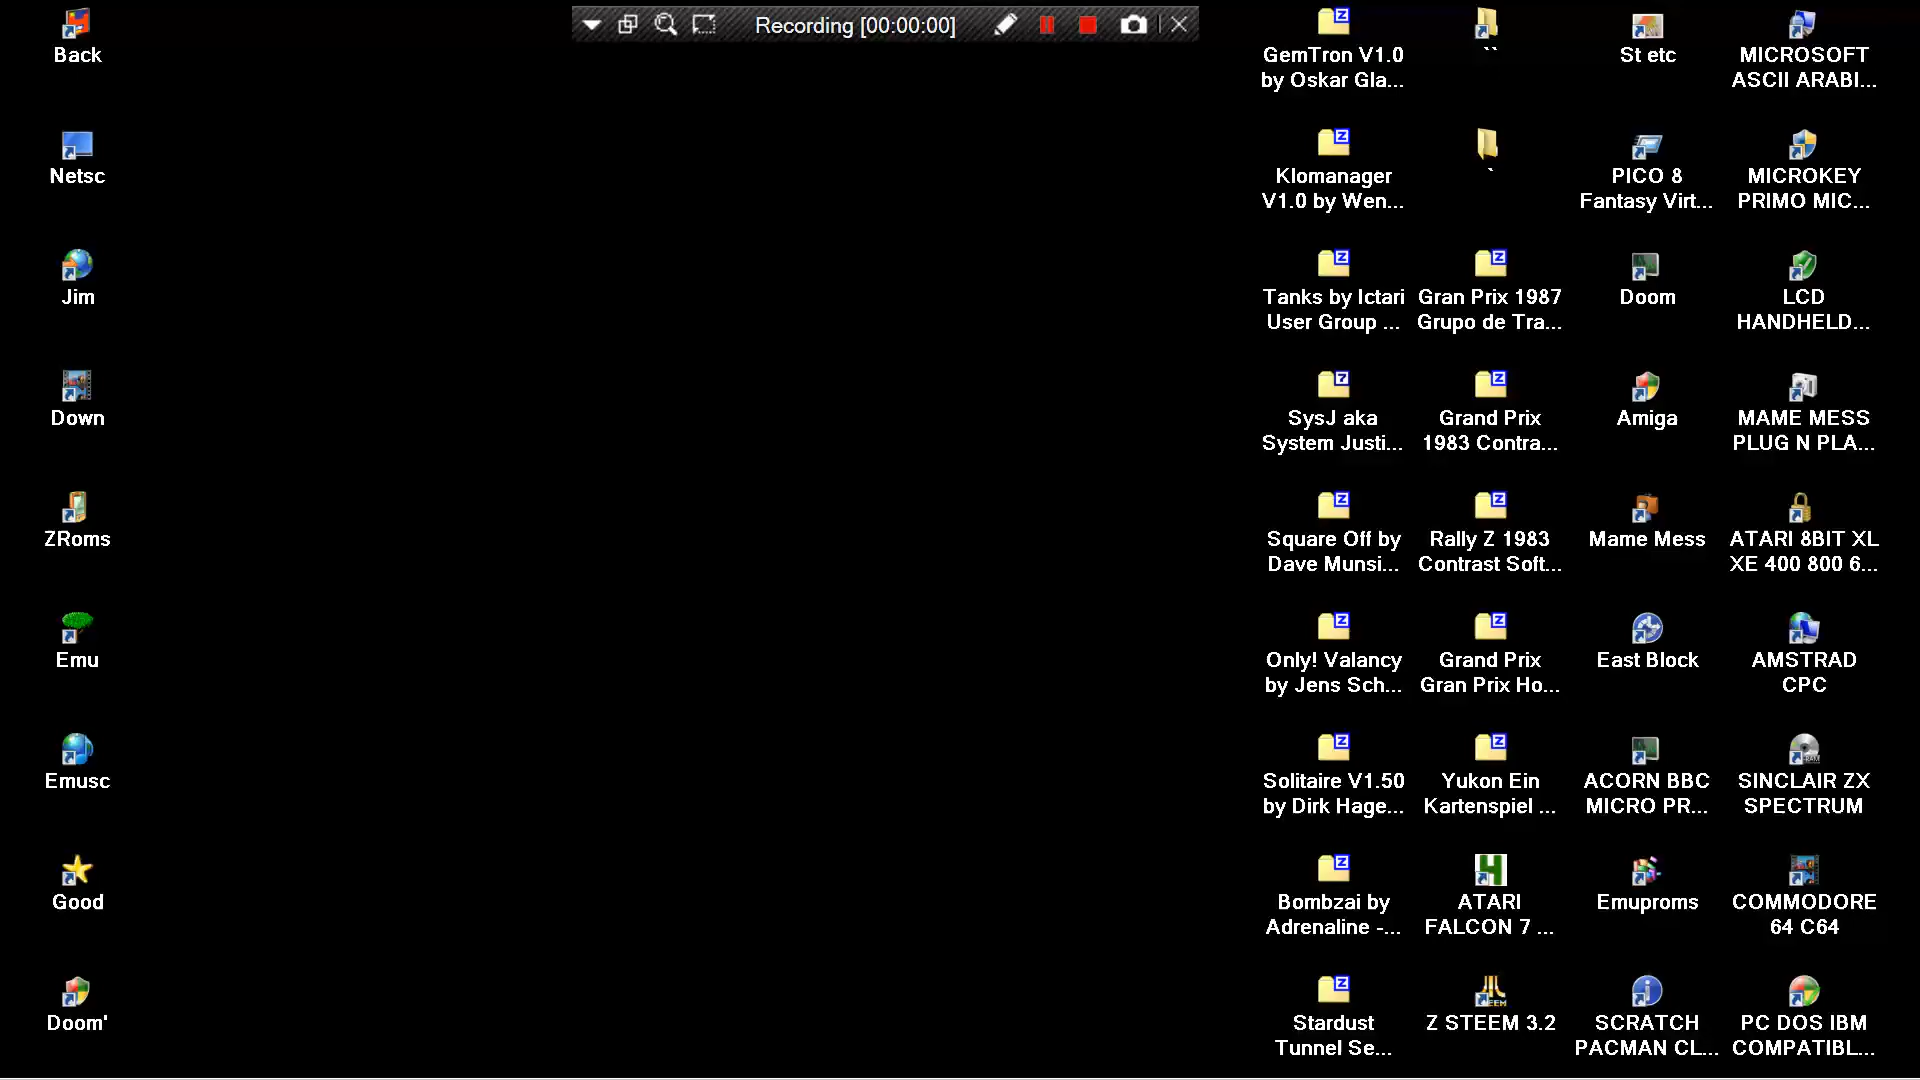 Recording [00:00:00]
Back
Netsc
Jim
Down
ZRoms
Emu
Emusc
Good
Doom'
GemTron V1.0
by Oskar Gla...
Klomanager
V1.0 by Wen...
Tanks by Ictari
User Group ...
SysJ aka
System Justi...
Square Off by
Dave Munsi...
Only! Valancy
by Jens Sch...
Solitaire V1.50
by Dirk Hage...
Bombzai by
Adrenaline -...
Stardust
Tunnel Se...
``
`
Gran Prix 1987
Grupo de Tra...
Grand Prix
1983 Contra...
Rally Z 1983
Contrast Soft...
Grand Prix
Gran Prix Ho...
Yukon Ein
Kartenspiel ...
ATARI
FALCON 7 ...
Z STEEM 3.2
St etc
PICO 8
Fantasy Virt...
Doom
Amiga
Mame Mess
East Block
ACORN BBC
MICRO PR...
Emuproms
SCRATCH
PACMAN CL...
MICROSOFT
ASCII ARABI...
MICROKEY
PRIMO MIC...
LCD
HANDHELD...
MAME MESS
PLUG N PLA...
ATARI 8BIT XL
XE 400 800 6...
AMSTRAD
CPC
SINCLAIR ZX
SPECTRUM
COMMODORE
64 C64
PC DOS IBM
COMPATIBL...